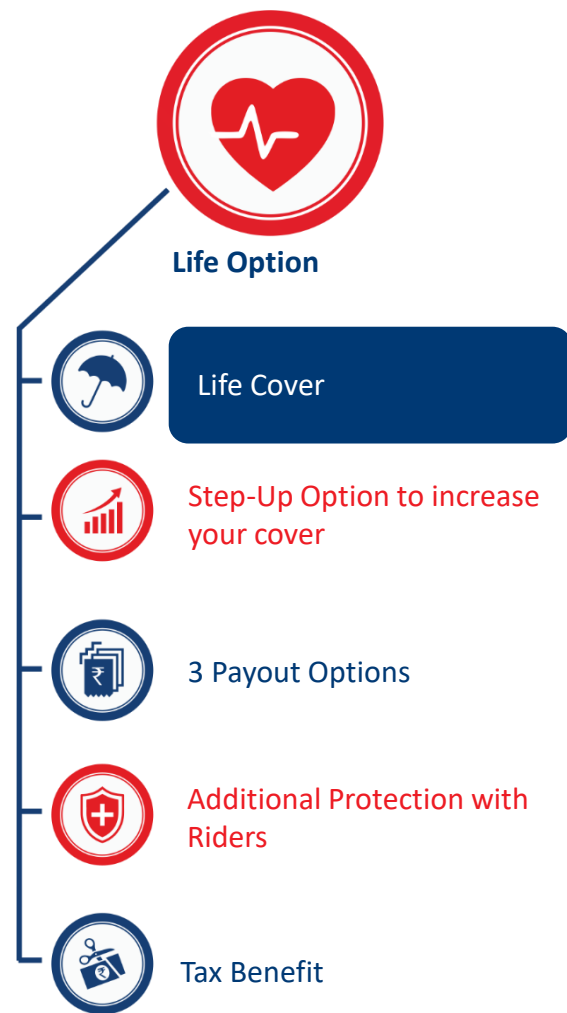 Life Option
Life Cover
Step-Up Option to increase
your cover
₹
3 Payout Options
Additional Protection with
Riders
₹
Tax Benefit